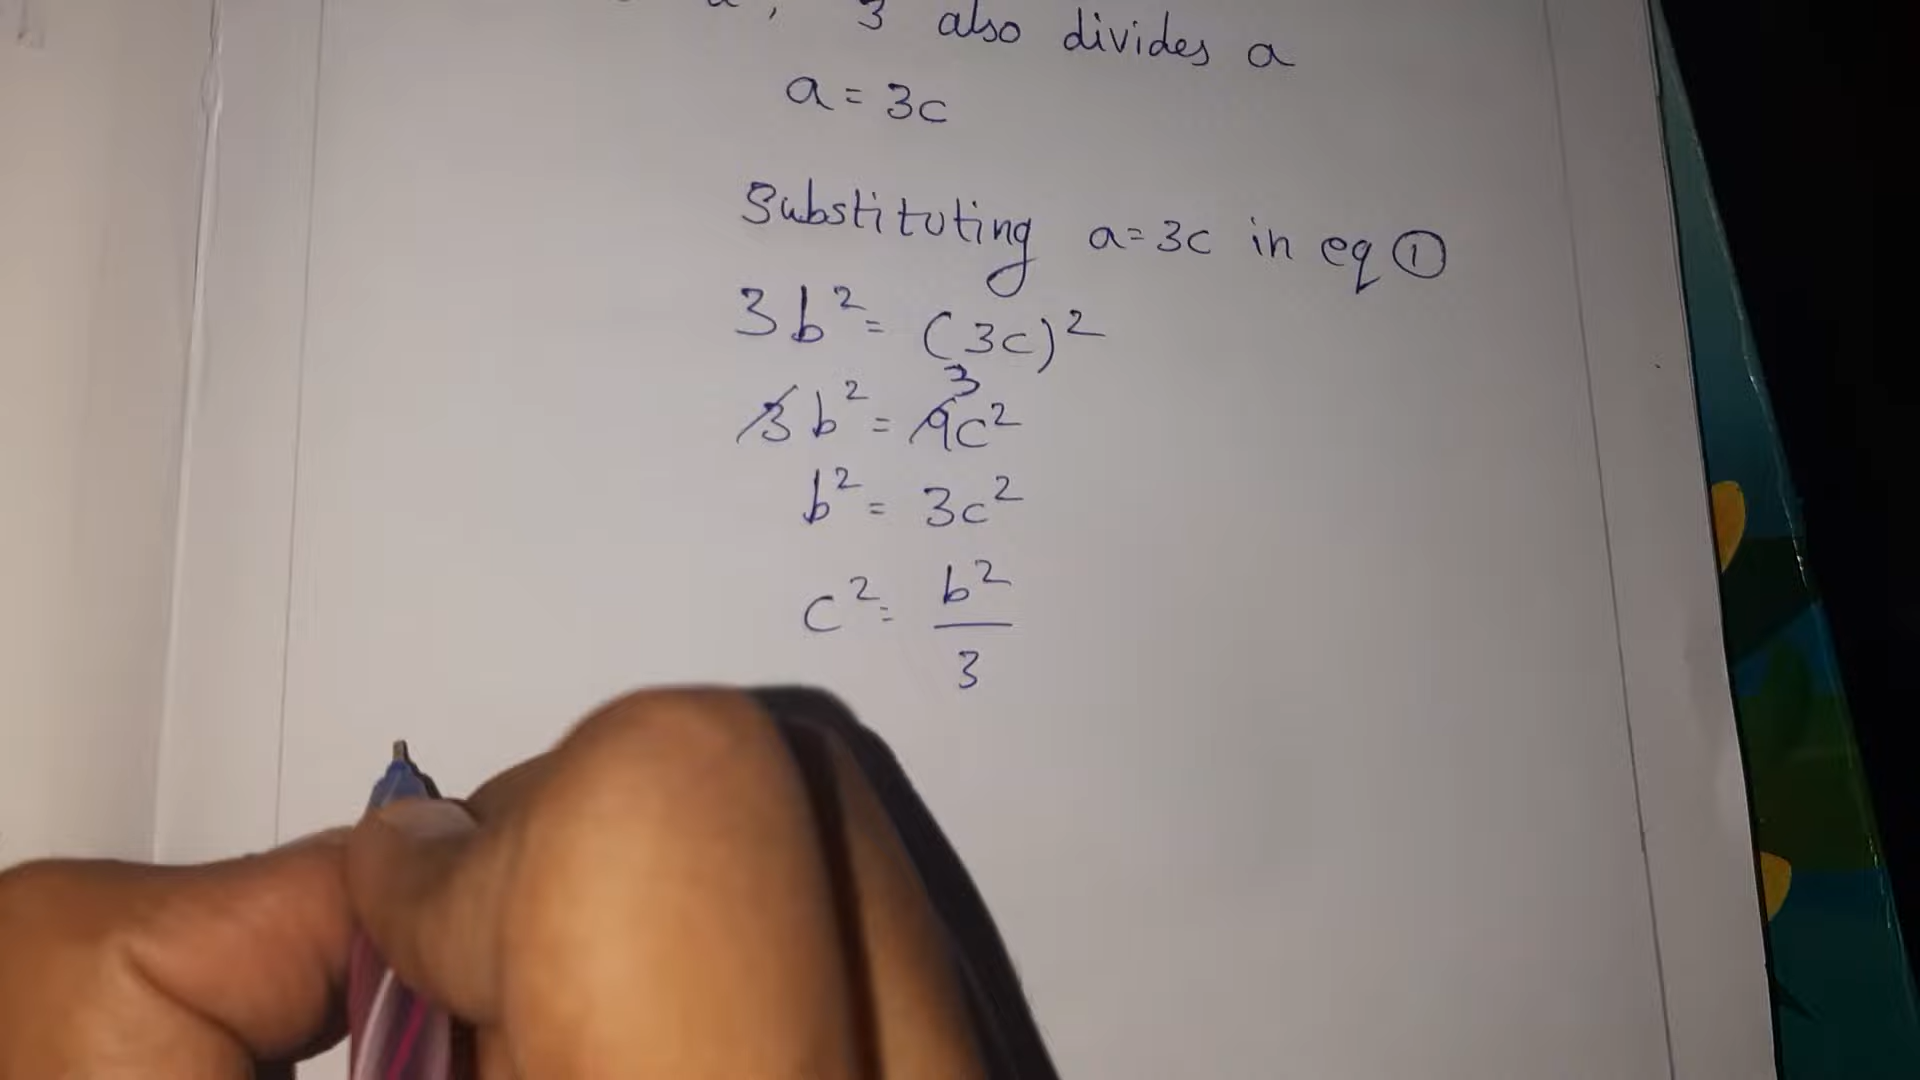 , 3 also divides a
a = 3c
Substituting a=3c in eq ①
3b² = (3c)²
3b² = 9c² 3
b² = 3c²
c² = b²/3